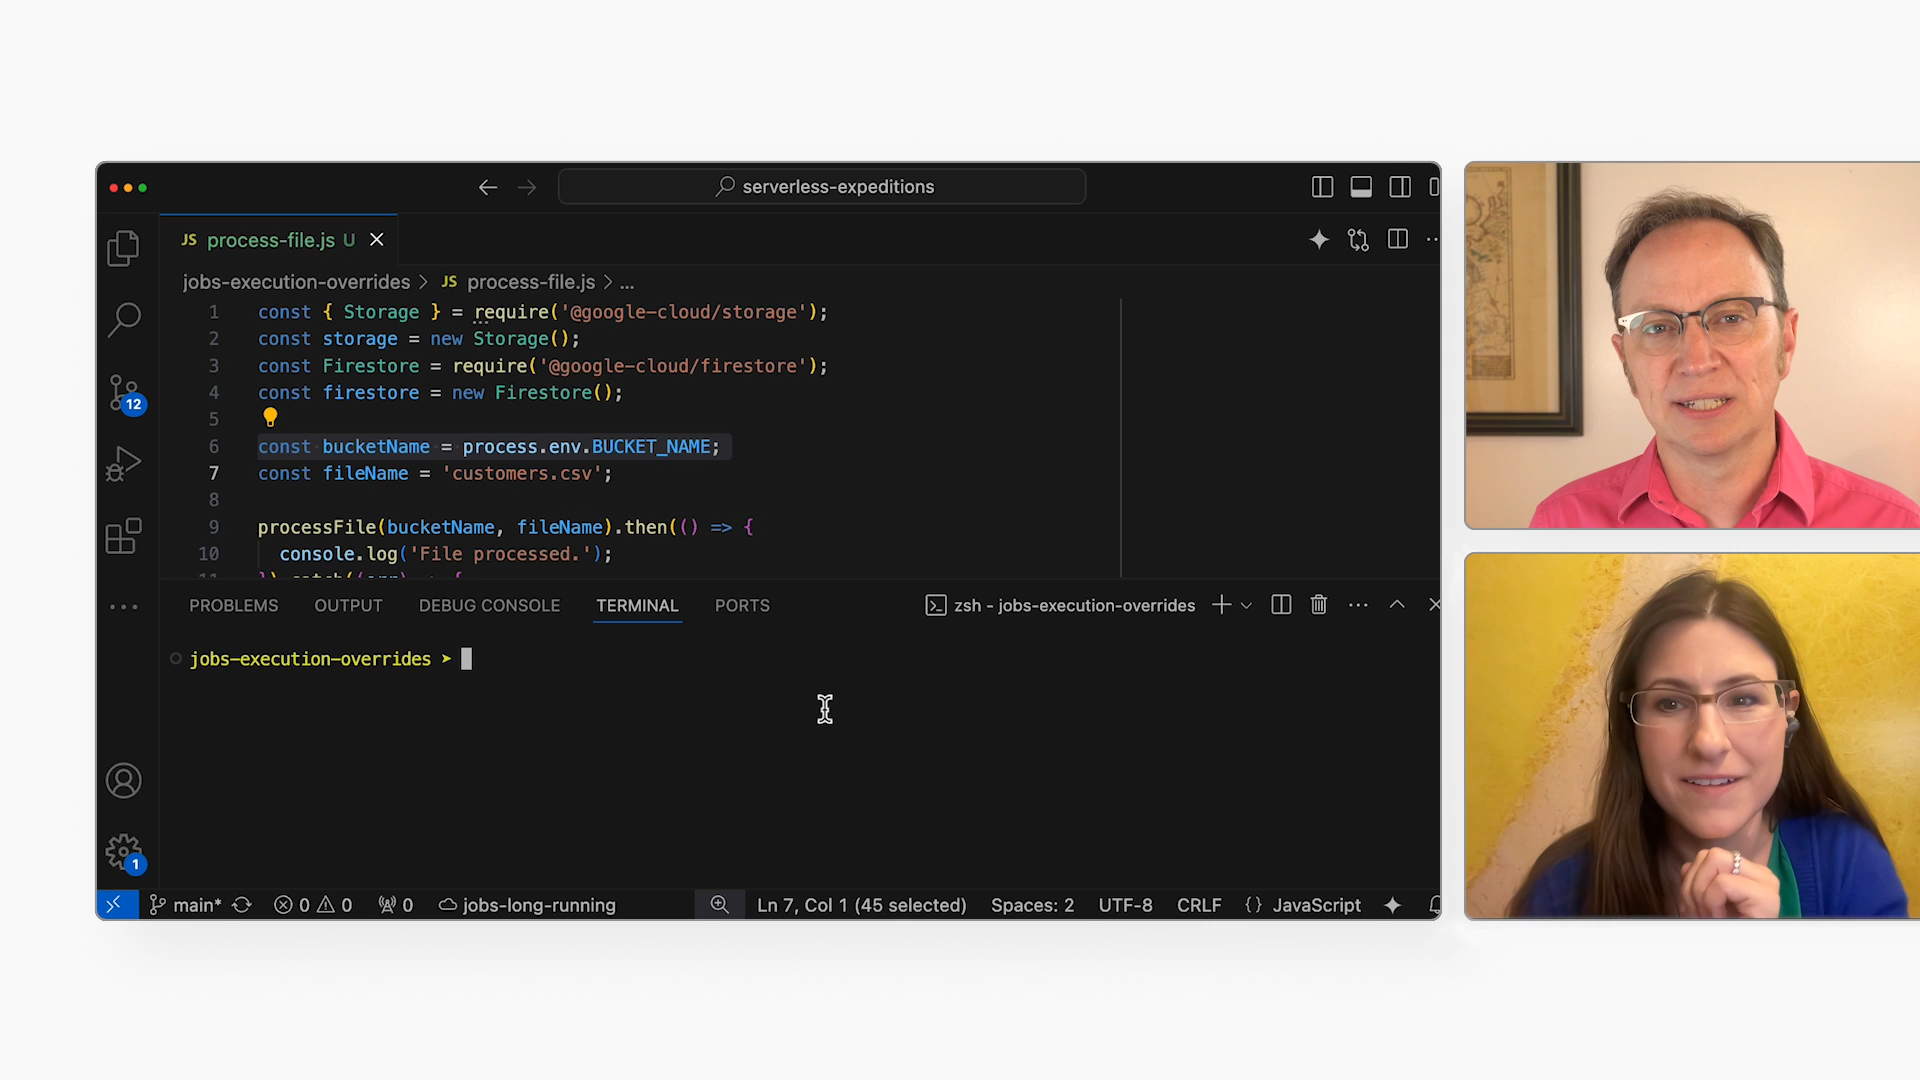 serverless-expeditions
JS process-file.js U
jobs-execution-overrides > JS process-file.js > ...
1 const { Storage } = require('@google-cloud/storage');
2 const storage = new Storage();
3 const Firestore = require('@google-cloud/firestore');
4 const firestore = new Firestore();
5
6 const bucketName = process.env.BUCKET_NAME;
7 const fileName = 'customers.csv';
8
9 processFile(bucketName, fileName).then(() => {
10 console.log('File processed.');
PROBLEMS OUTPUT DEBUG CONSOLE TERMINAL PORTS zsh - jobs-execution-overrides
jobs-execution-overrides
12
1
main* 0 0 0 jobs-long-running Ln 7, Col 1 (45 selected) Spaces: 2 UTF-8 CRLF {} JavaScript